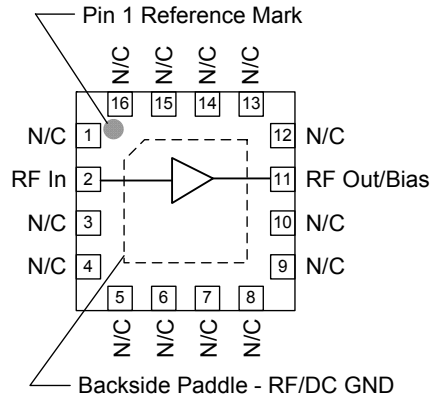 Pin 1 Reference Mark
N/C N/C N/C N/C
16 15 14 13
N/C 1 12 N/C
RF In 2 11 RF Out/Bias
N/C 3 10 N/C
N/C 4 9 N/C
5 6 7 8
N/C N/C N/C N/C
Backside Paddle - RF/DC GND